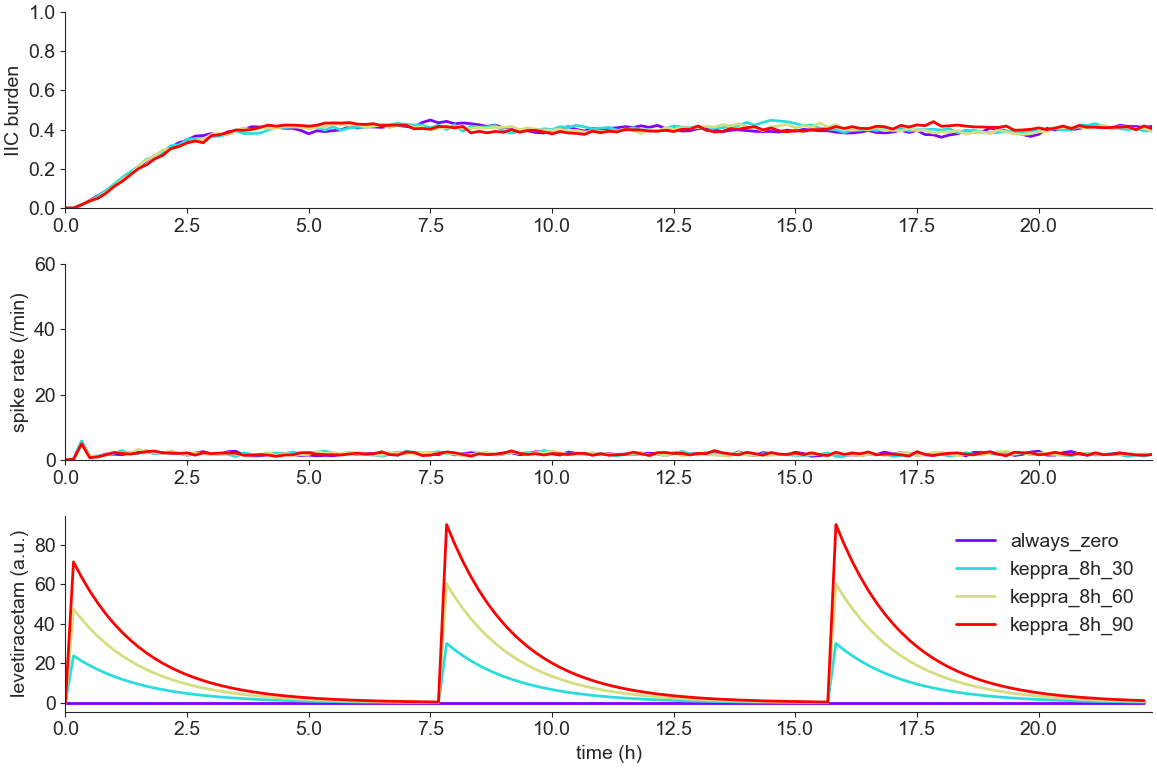 1.0
0.8
0.6
0.4
0.2
0.0
IIC burden
0.0 2.5 5.0 7.5 10.0 12.5 15.0 17.5 20.0
60
40
20
0
spike rate (/min)
0.0 2.5 5.0 7.5 10.0 12.5 15.0 17.5 20.0
80
60
40
20
0
levetiracetam (a.u.)
always_zero
keppra_8h_30
keppra_8h_60
keppra_8h_90
0.0 2.5 5.0 7.5 10.0 12.5 15.0 17.5 20.0
time (h)